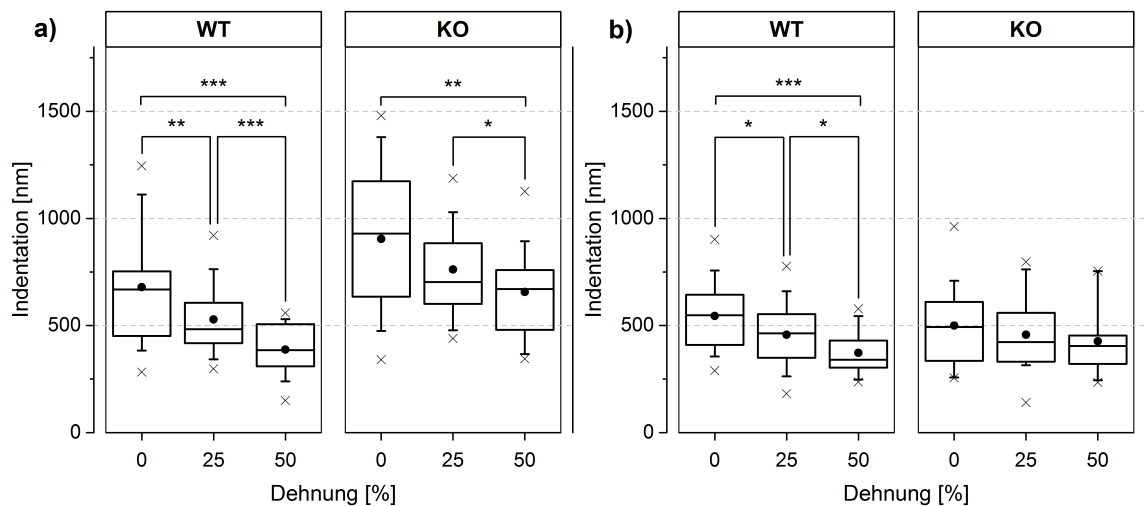 a) WT KO
*** **
** *** *
Indentation [nm]
1500
1000
500
0
0 25 50 0 25 50
Dehnung [%]
b) WT KO
***
* *
Indentation [nm]
1500
1000
500
0
0 25 50 0 25 50
Dehnung [%]